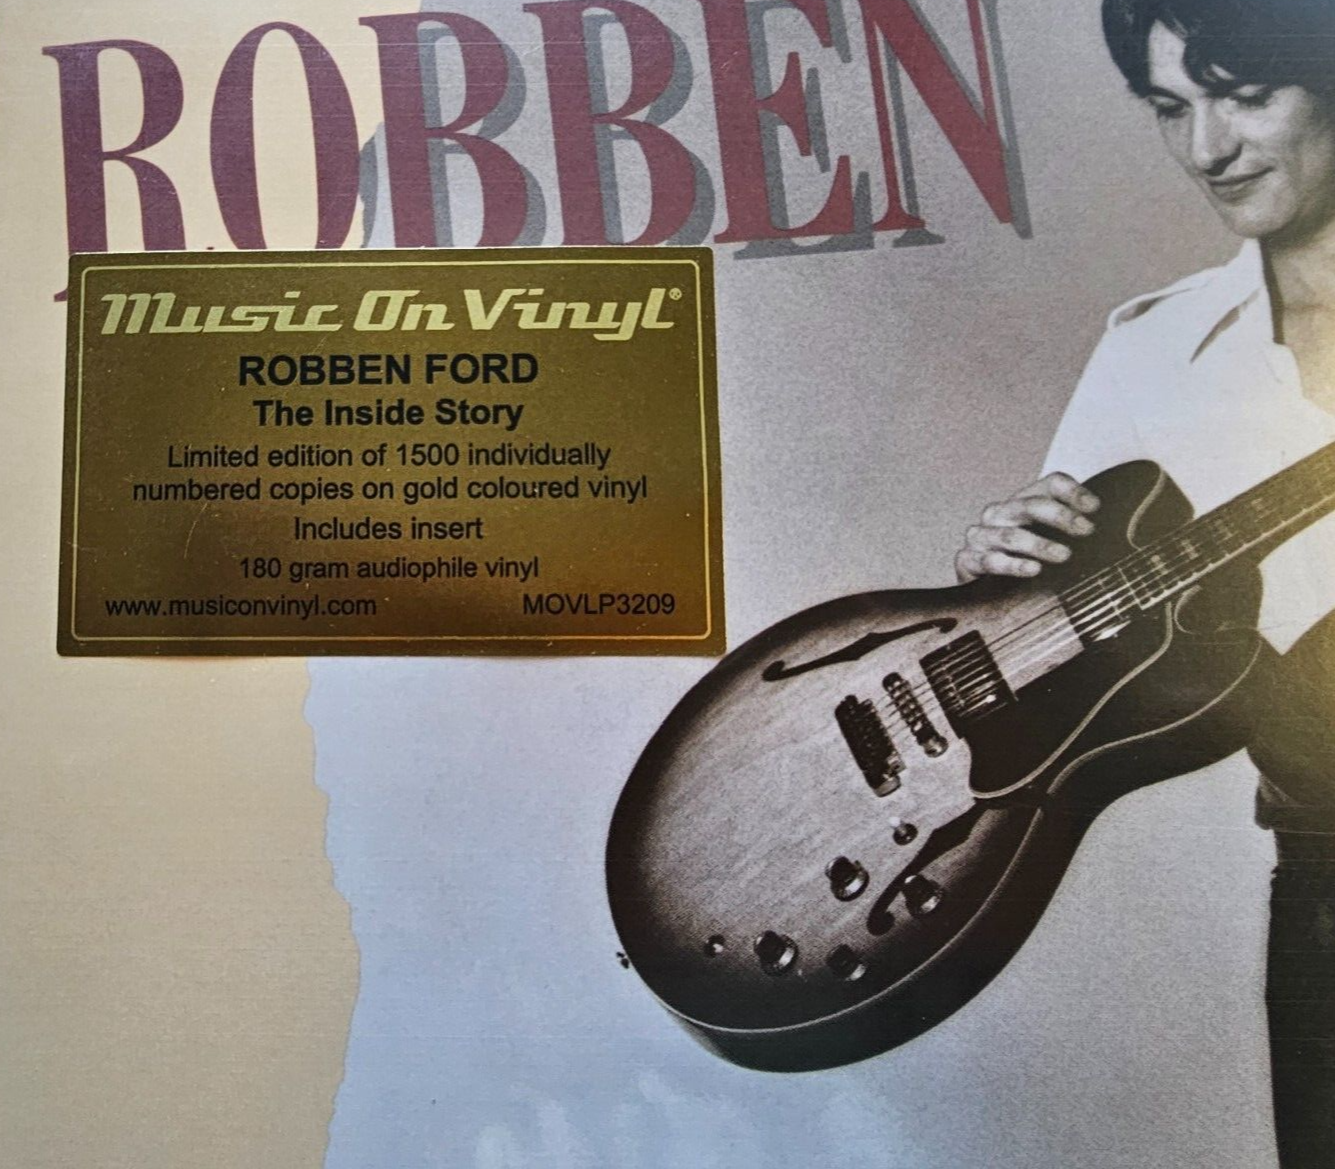 ROBBEN
Music On Vinyl®
ROBBEN FORD
The Inside Story
Limited edition of 1500 individually
numbered copies on gold coloured vinyl
Includes insert
180 gram audiophile vinyl
www.musiconvinyl.com MOVLP3209